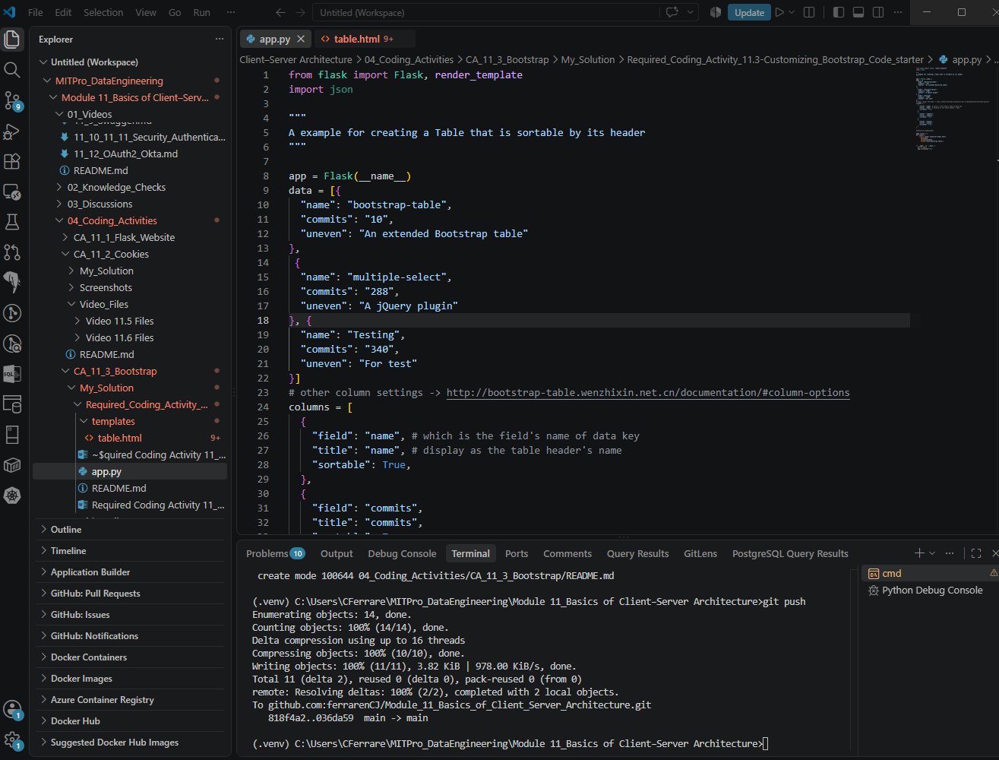 File Edit Selection View Go Run ··· Untitled (Workspace) Update
Explorer ···
Untitled (Workspace)
MITPro_DataEngineering
Module 11_Basics of Client–Serv...
01_Videos
11_10_11_11_Security_Authentica...
11_12_OAuth2_Okta.md
README.md
02_Knowledge_Checks
03_Discussions
04_Coding_Activities
CA_11_1_Flask_Website
CA_11_2_Cookies
My_Solution
Screenshots
Video_Files
Video 11.5 Files
Video 11.6 Files
README.md
CA_11_3_Bootstrap
My_Solution
Required_Coding_Activity_...
templates
table.html 9+
~$quired Coding Activity 11_...
app.py
README.md
Required Coding Activity 11_...
Outline
Timeline
Application Builder
GitHub: Pull Requests
GitHub: Issues
GitHub: Notifications
Docker Containers
Docker Images
Azure Container Registry
Docker Hub
Suggested Docker Hub Images
9
SQL
1
1
app.py table.html 9+
Client–Server Architecture > 04_Coding_Activities > CA_11_3_Bootstrap > My_Solution > Required_Coding_Activity_11.3-Customizing_Bootstrap_Code_starter > app.py > ...
1 from flask import Flask, render_template
2 import json
3
4 """
5 A example for creating a Table that is sortable by its header
6 """
7
8 app = Flask(__name__)
9 data = [{
10 "name": "bootstrap-table",
11 "commits": "10",
12 "uneven": "An extended Bootstrap table"
13 },
14 {
15 "name": "multiple-select",
16 "commits": "288",
17 "uneven": "A jQuery plugin"
18 }, {
19 "name": "Testing",
20 "commits": "340",
21 "uneven": "For test"
22 }]
23 # other column settings -> http://bootstrap-table.wenzhixin.net.cn/documentation/#column-options
24 columns = [
25 {
26 "field": "name", # which is the field's name of data key
27 "title": "name", # display as the table header's name
28 "sortable": True,
29 },
30 {
31 "field": "commits",
32 "title": "commits",
Problems 10 Output Debug Console Terminal Ports Comments Query Results GitLens PostgreSQL Query Results
create mode 100644 04_Coding_Activities/CA_11_3_Bootstrap/README.md
(.venv) C:\Users\CFerrare\MITPro_DataEngineering\Module 11_Basics of Client–Server Architecture>git push
Enumerating objects: 14, done.
Counting objects: 100% (14/14), done.
Delta compression using up to 16 threads
Compressing objects: 100% (10/10), done.
Writing objects: 100% (11/11), 3.82 KiB | 978.00 KiB/s, done.
Total 11 (delta 2), reused 0 (delta 0), pack-reused 0 (from 0)
remote: Resolving deltas: 100% (2/2), completed with 2 local objects.
To github.com:ferrarenCJ/Module_11_Basics_of_Client_Server_Architecture.git
818f4a2..036da59 main -> main
(.venv) C:\Users\CFerrare\MITPro_DataEngineering\Module 11_Basics of Client–Server Architecture>
cmd
Python Debug Console